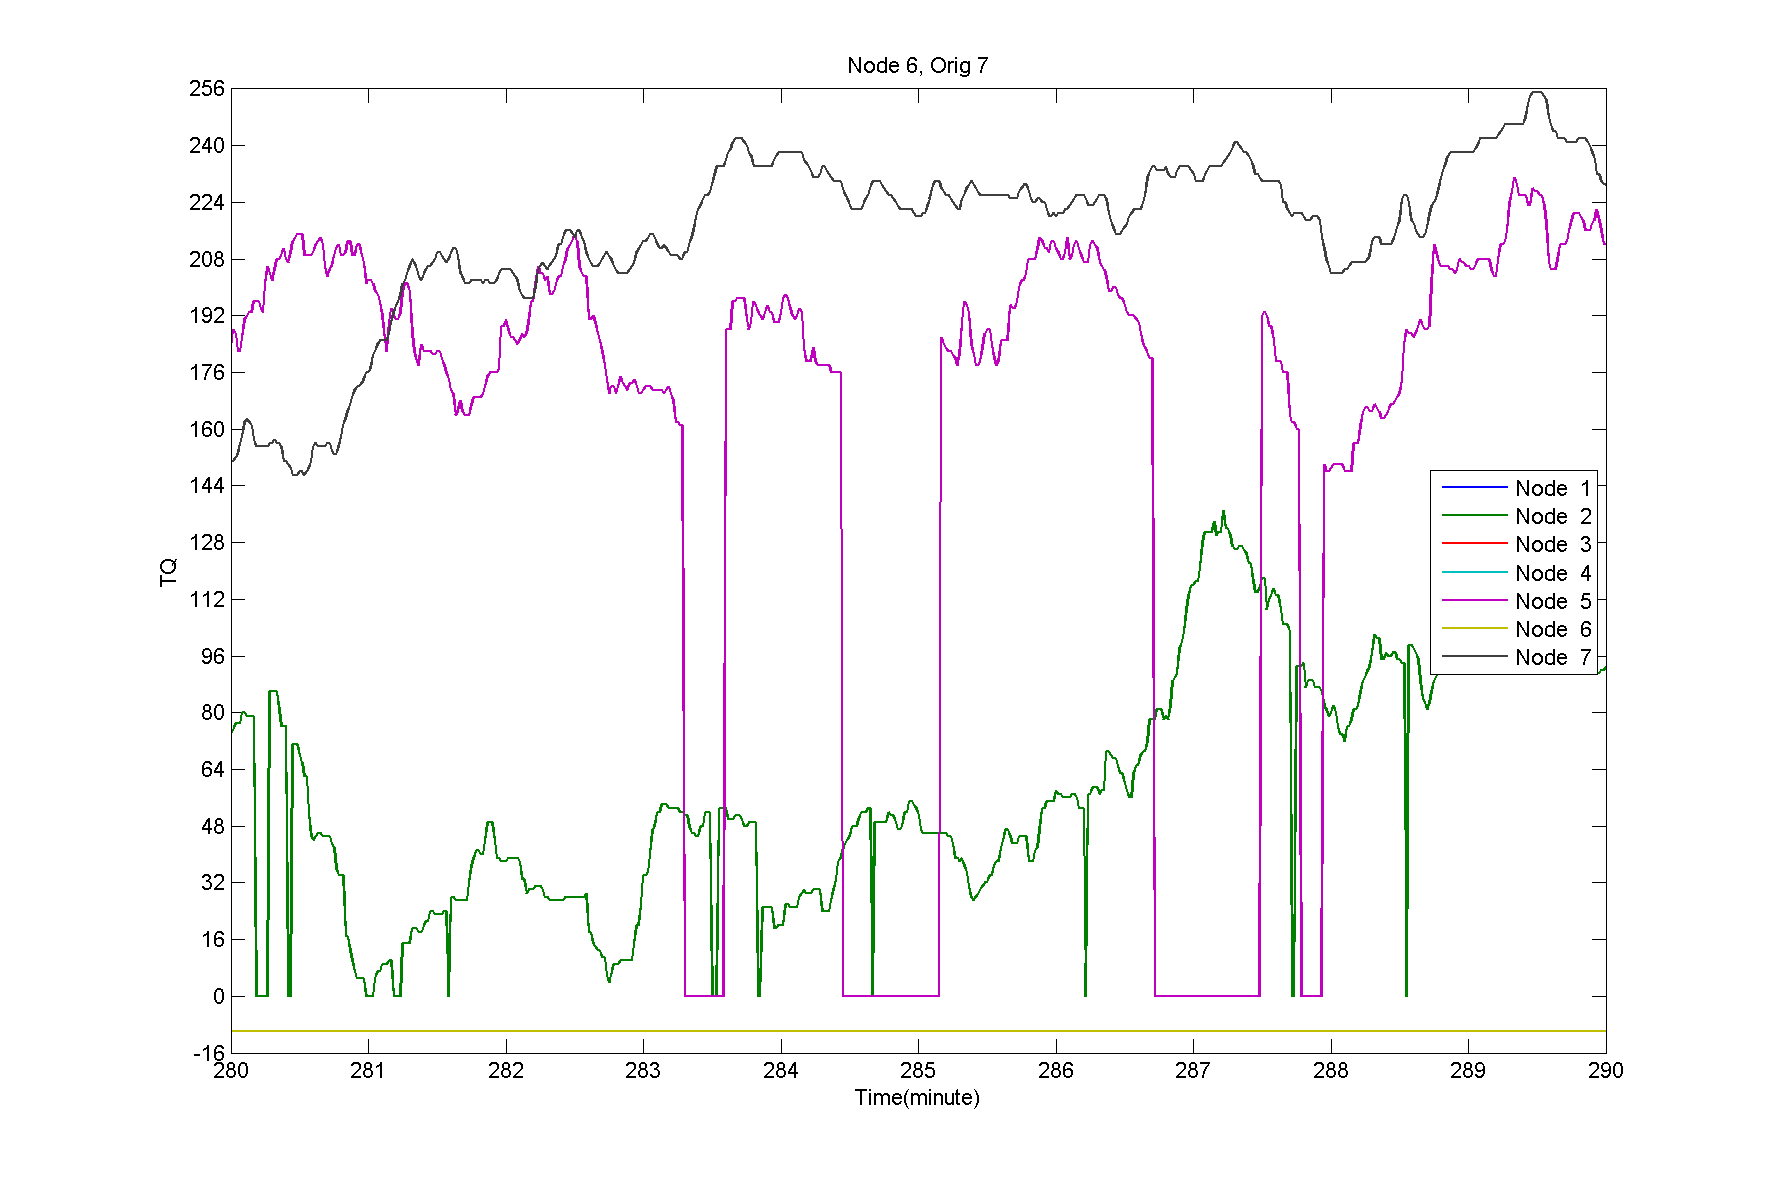 Node 6, Orig 7
256
240
224
208
192
176
160
144
128
112
96
80
64
48
32
16
0
-16
TQ
Node 1
Node 2
Node 3
Node 4
Node 5
Node 6
Node 7
280 281 282 283 284 285 286 287 288 289 290
Time(minute)